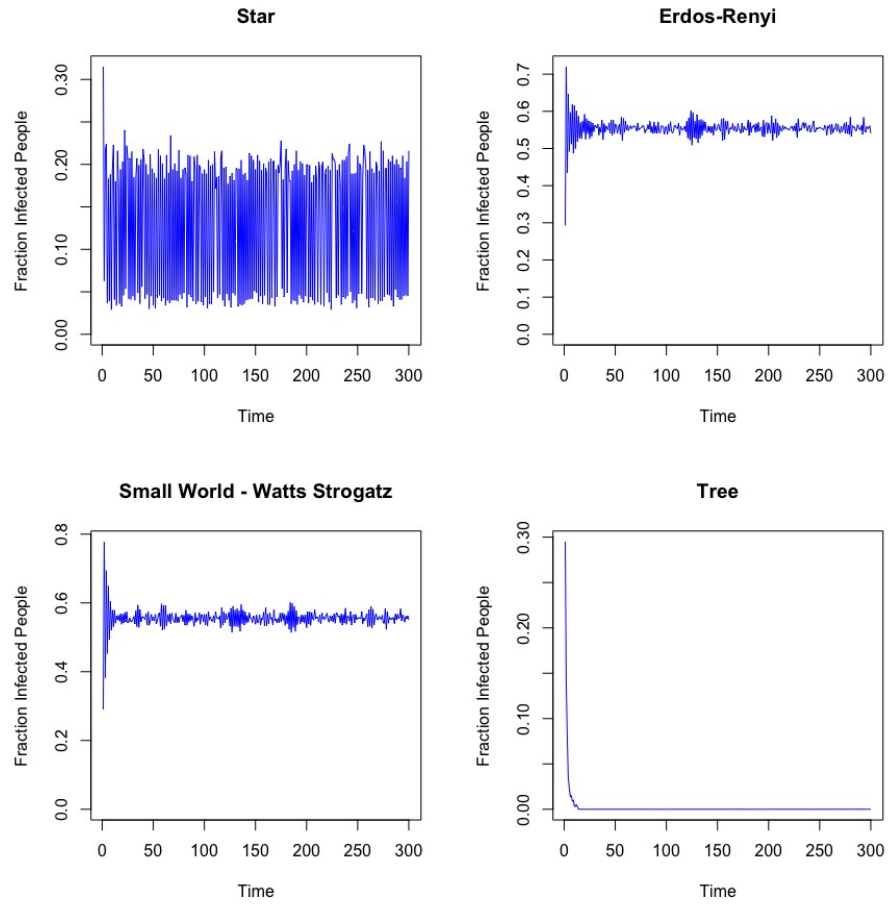 Star
Fraction Infected People
0.00 0.10 0.20 0.30
0 50 100 150 200 250 300
Time
Erdos-Renyi
Fraction Infected People
0.0 0.1 0.2 0.3 0.4 0.5 0.6 0.7
0 50 100 150 200 250 300
Time
Small World - Watts Strogatz
Fraction Infected People
0.0 0.2 0.4 0.6 0.8
0 50 100 150 200 250 300
Time
Tree
Fraction Infected People
0.00 0.10 0.20 0.30
0 50 100 150 200 250 300
Time